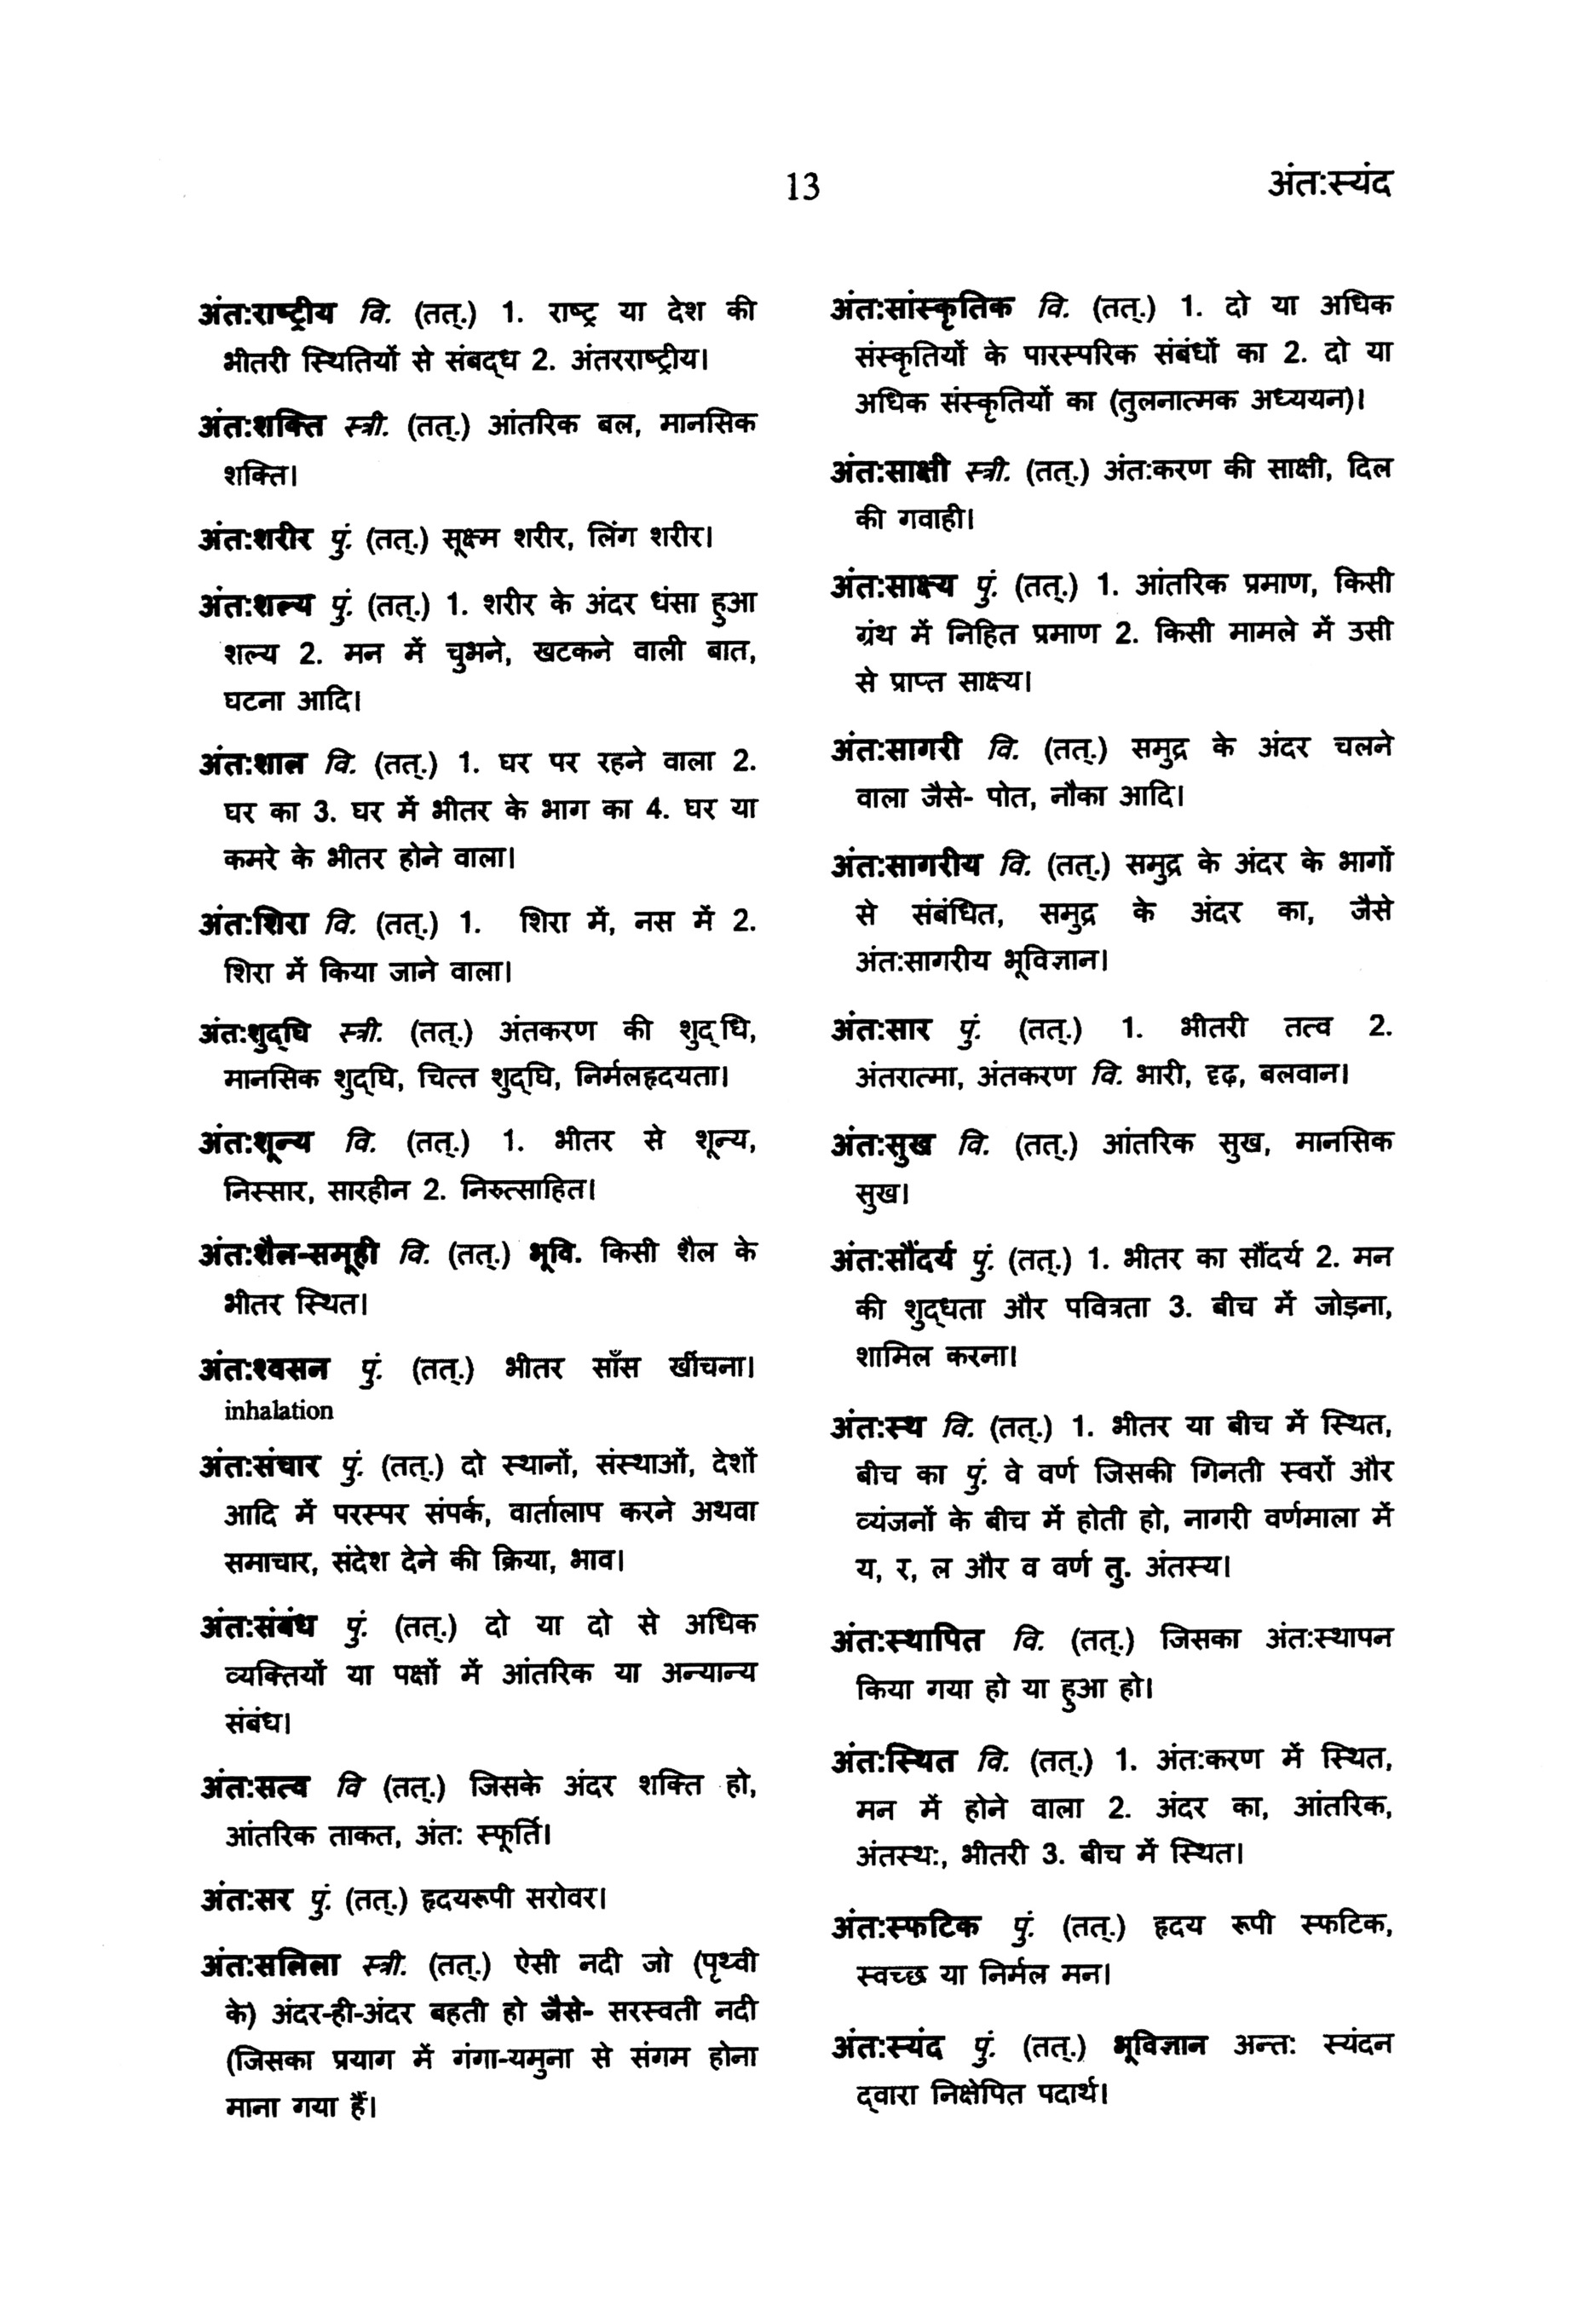 13
अंत:स्यंद
अंत:राष्ट्रीय वि. (तत्.) 1. राष्ट्र या देश की
भीतरी स्थितियों से संबद्ध 2. अंतरराष्ट्रीय।
अंत:शक्ति स्त्री. (तत्.) आंतरिक बल, मानसिक
शक्ति।
अंत:शरीर पुं. (तत्.) सूक्ष्म शरीर, लिंग शरीर।
अंत:शल्य पुं. (तत्.) 1. शरीर के अंदर धंसा हुआ
शल्य 2. मन में चुभने, खटकने वाली बात,
घटना आदि।
अंत:शाल वि. (तत्.) 1. घर पर रहने वाला 2.
घर का 3. घर में भीतर के भाग का 4. घर या
कमरे के भीतर होने वाला।
अंत:शिरा वि. (तत्.) 1. शिरा में, नस में 2.
शिरा में किया जाने वाला।
अंत:शुद्धि स्त्री. (तत्.) अंतकरण की शुद्धि,
मानसिक शुद्धि, चित्त शुद्धि, निर्मलहृदयता।
अंत:शून्य वि. (तत्.) 1. भीतर से शून्य,
निस्सार, सारहीन 2. निरुत्साहित।
अंत:शैल-समूही वि. (तत्.) भूवि. किसी शैल के
भीतर स्थित।
अंत:श्वसन पुं. (तत्.) भीतर साँस खींचना।
inhalation
अंत:संचार पुं. (तत्.) दो स्थानों, संस्थाओं, देशों
आदि में परस्पर संपर्क, वार्तालाप करने अथवा
समाचार, संदेश देने की क्रिया, भाव।
अंत:संबंध पुं. (तत्.) दो या दो से अधिक
व्यक्तियों या पक्षों में आंतरिक या अन्यान्य
संबंध।
अंत:सत्व वि (तत्.) जिसके अंदर शक्ति हो,
आंतरिक ताकत, अंत: स्फूर्ति।
अंत:सर पुं. (तत्.) हृदयरूपी सरोवर।
अंत:सलिला स्त्री. (तत्.) ऐसी नदी जो (पृथ्वी
के) अंदर-ही-अंदर बहती हो जैसे- सरस्वती नदी
(जिसका प्रयाग में गंगा-यमुना से संगम होना
माना गया हैं।
अंत:सांस्कृतिक वि. (तत्.) 1. दो या अधिक
संस्कृतियों के पारस्परिक संबंधों का 2. दो या
अधिक संस्कृतियों का (तुलनात्मक अध्ययन)।
अंत:साक्षी स्त्री. (तत्.) अंत:करण की साक्षी, दिल
की गवाही।
अंत:साक्ष्य पुं. (तत्.) 1. आंतरिक प्रमाण, किसी
ग्रंथ में निहित प्रमाण 2. किसी मामले में उसी
से प्राप्त साक्ष्य।
अंत:सागरी वि. (तत्.) समुद्र के अंदर चलने
वाला जैसे- पोत, नौका आदि।
अंत:सागरीय वि. (तत्.) समुद्र के अंदर के भागों
से संबंधित, समुद्र के अंदर का, जैसे
अंत:सागरीय भूविज्ञान।
अंत:सार पुं. (तत्.) 1. भीतरी तत्व 2.
अंतरात्मा, अंतकरण वि. भारी, दृढ़, बलवान।
अंत:सुख वि. (तत्.) आंतरिक सुख, मानसिक
सुख।
अंत:सौंदर्य पुं. (तत्.) 1. भीतर का सौंदर्य 2. मन
की शुद्धता और पवित्रता 3. बीच में जोड़ना,
शामिल करना।
अंत:स्थ वि. (तत्.) 1. भीतर या बीच में स्थित,
बीच का पुं. वे वर्ण जिसकी गिनती स्वरों और
व्यंजनों के बीच में होती हो, नागरी वर्णमाला में
य, र, ल और व वर्ण तु. अंतस्य।
अंत:स्थापित वि. (तत्.) जिसका अंत:स्थापन
किया गया हो या हुआ हो।
अंत:स्थित वि. (तत्.) 1. अंत:करण में स्थित,
मन में होने वाला 2. अंदर का, आंतरिक,
अंतस्थ:, भीतरी 3. बीच में स्थित।
अंत:स्फटिक पुं. (तत्.) हृदय रूपी स्फटिक,
स्वच्छ या निर्मल मन।
अंत:स्यंद पुं. (तत्.) भूविज्ञान अन्त: स्यंदन
द्वारा निक्षेपित पदार्थ।